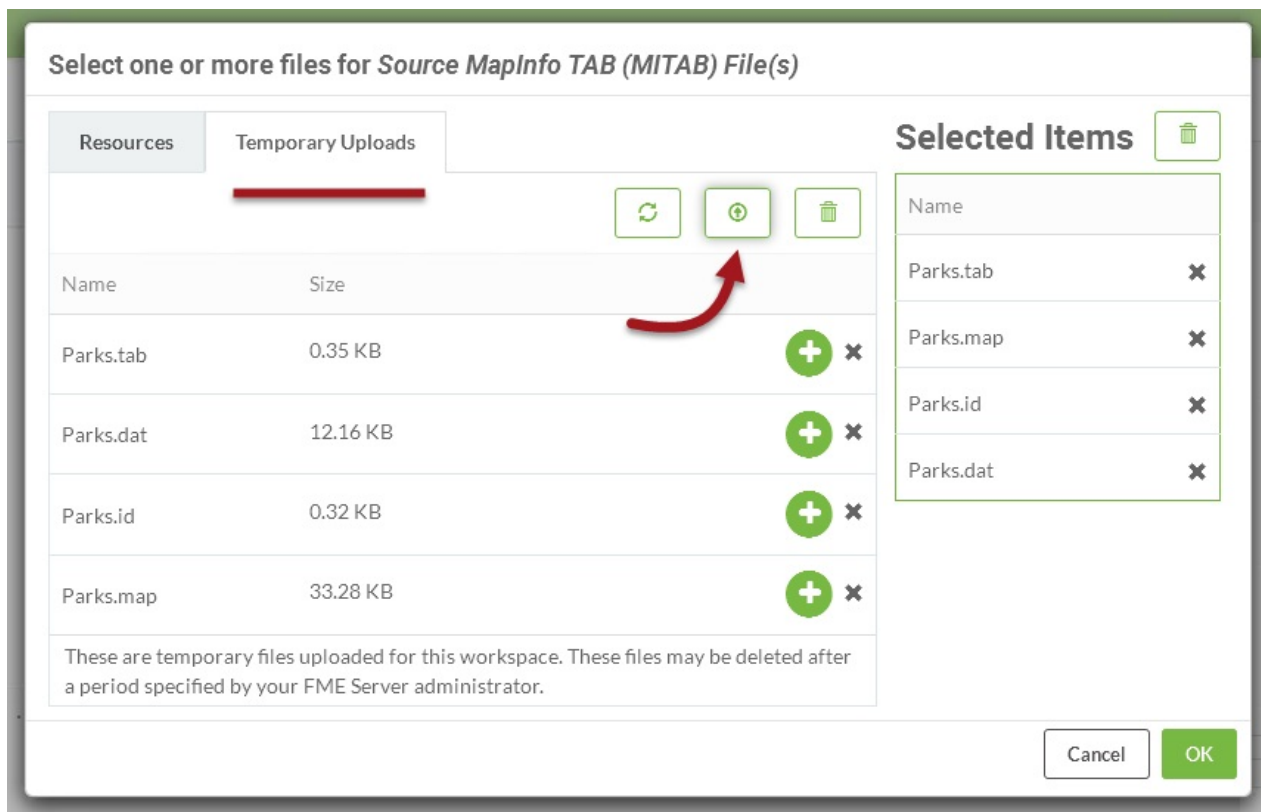 Select one or more files for Source MapInfo TAB (MITAB) File(s)
Resources
Temporary Uploads
Name Size
Parks.tab 0.35 KB
Parks.dat 12.16 KB
Parks.id 0.32 KB
Parks.map 33.28 KB
These are temporary files uploaded for this workspace. These files may be deleted after
a period specified by your FME Server administrator.
Selected Items
Name
Parks.tab
Parks.map
Parks.id
Parks.dat
Cancel
OK